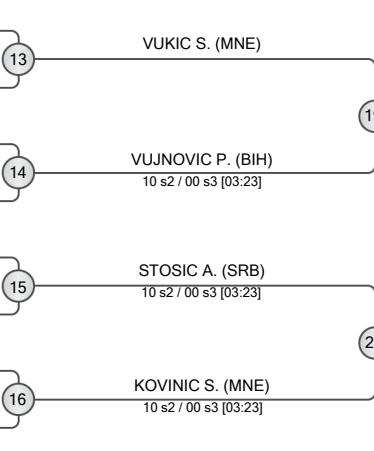 VUKIC S. (MNE)
13
VUJNOVIC P. (BIH)
14
10 s2 / 00 s3 [03:23]
STOSIC A. (SRB)
15
10 s2 / 00 s3 [03:23]
KOVINIC S. (MNE)
16
10 s2 / 00 s3 [03:23]